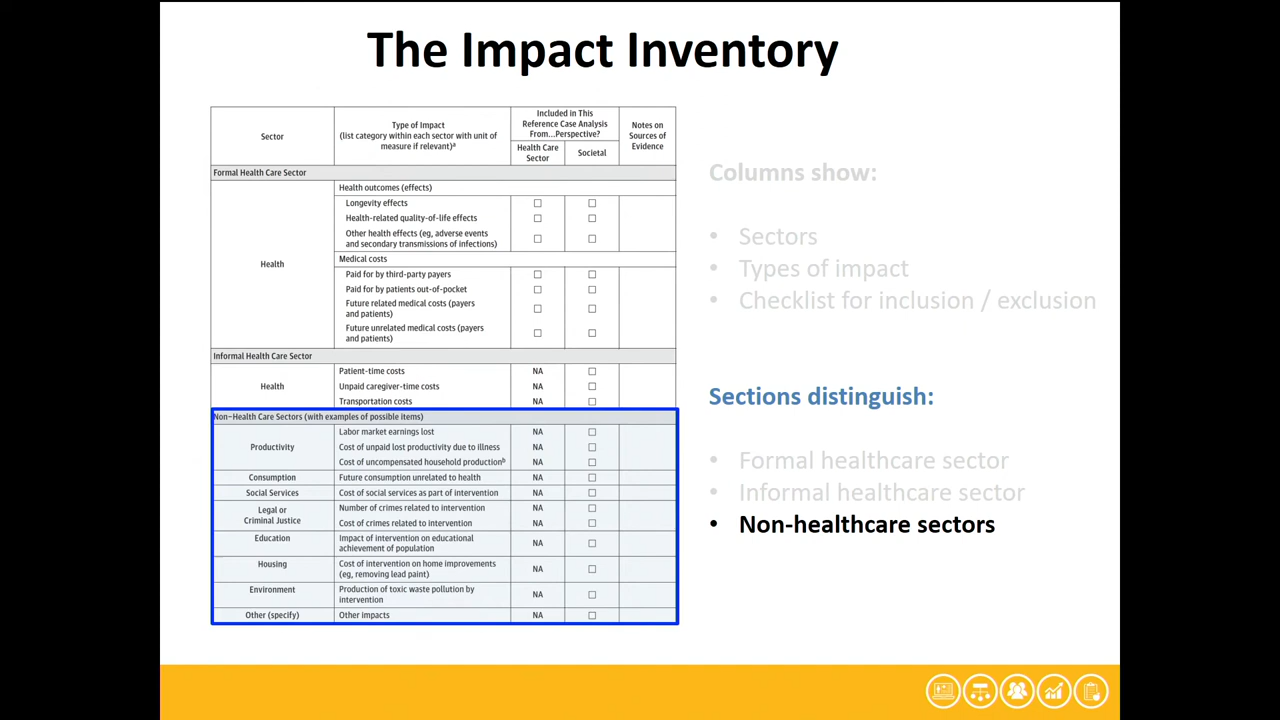 The Impact Inventory
Sector
Type of Impact
(list category within each sector with unit of
measure if relevant)ᵃ
Included in This
Reference Case Analysis
From...Perspective?
Health Care
Sector
Societal
Notes on
Sources of
Evidence
Formal Health Care Sector
Health
Health outcomes (effects)
Longevity effects
Health-related quality-of-life effects
Other health effects (eg, adverse events
and secondary transmissions of infections)
Medical costs
Paid for by third-party payers
Paid for by patients out-of-pocket
Future related medical costs (payers
and patients)
Future unrelated medical costs (payers
and patients)
Informal Health Care Sector
Health
Patient-time costs NA
Unpaid caregiver-time costs NA
Transportation costs NA
Non-Health Care Sectors (with examples of possible items)
Productivity
Labor market earnings lost NA
Cost of unpaid lost productivity due to illness NA
Cost of uncompensated household productionᵇ NA
Consumption Future consumption unrelated to health NA
Social Services Cost of social services as part of intervention NA
Legal or
Criminal Justice
Number of crimes related to intervention NA
Cost of crimes related to intervention NA
Education
Impact of intervention on educational
achievement of population
NA
Housing
Cost of intervention on home improvements
(eg, removing lead paint)
NA
Environment
Production of toxic waste pollution by
intervention
NA
Other (specify) Other impacts NA
Columns show:
• Sectors
• Types of impact
• Checklist for inclusion / exclusion
Sections distinguish:
• Formal healthcare sector
• Informal healthcare sector
• Non-healthcare sectors